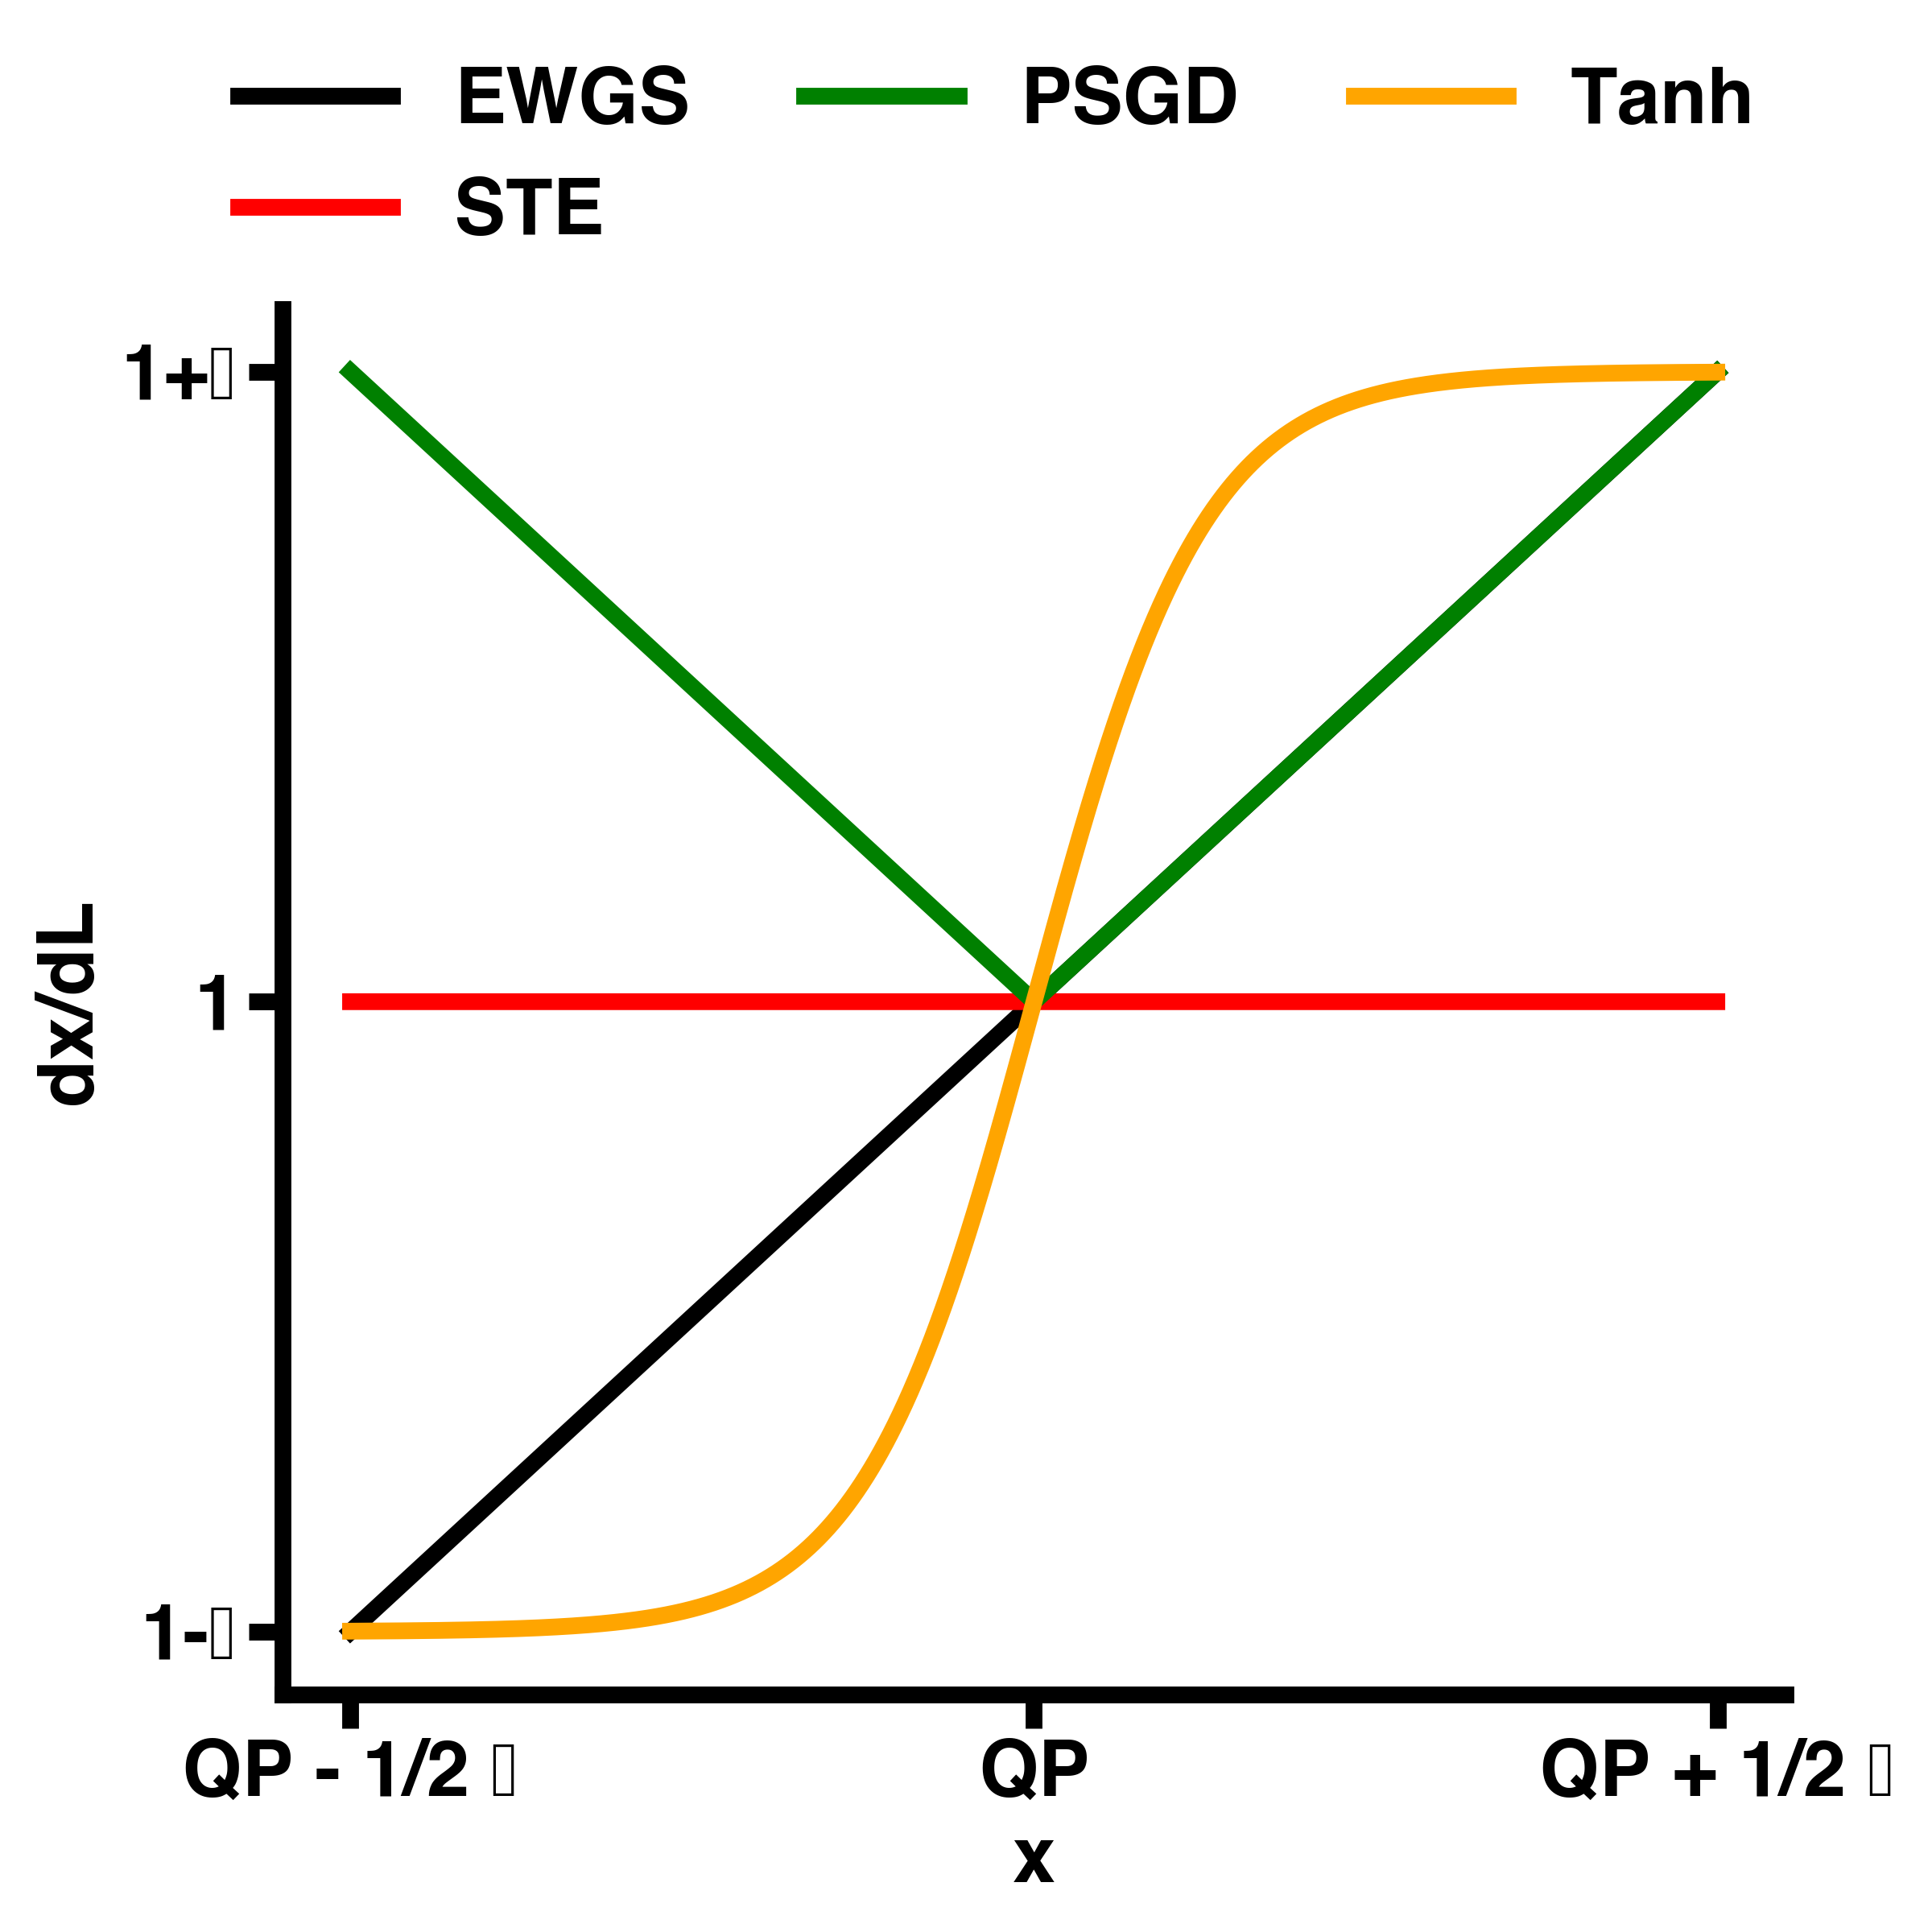 EWGS PSGD Tanh
STE
1+▯
1
1-▯
dx/dL
QP - 1/2 ▯
QP
QP + 1/2 ▯
x